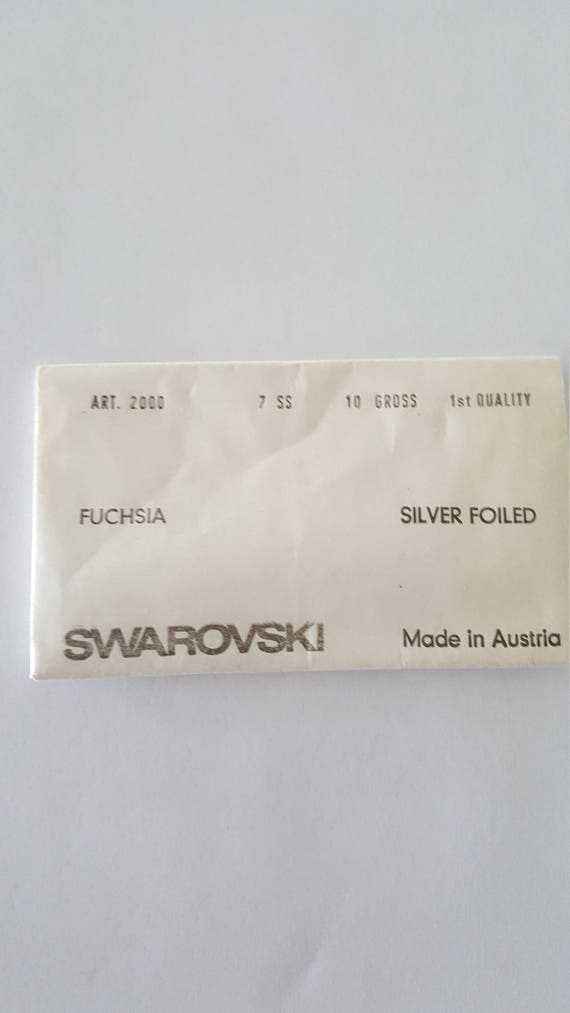 ART. 2000 7 SS 10 GROSS 1st QUALITY
FUCHSIA SILVER FOILED
SWAROVSKI Made in Austria